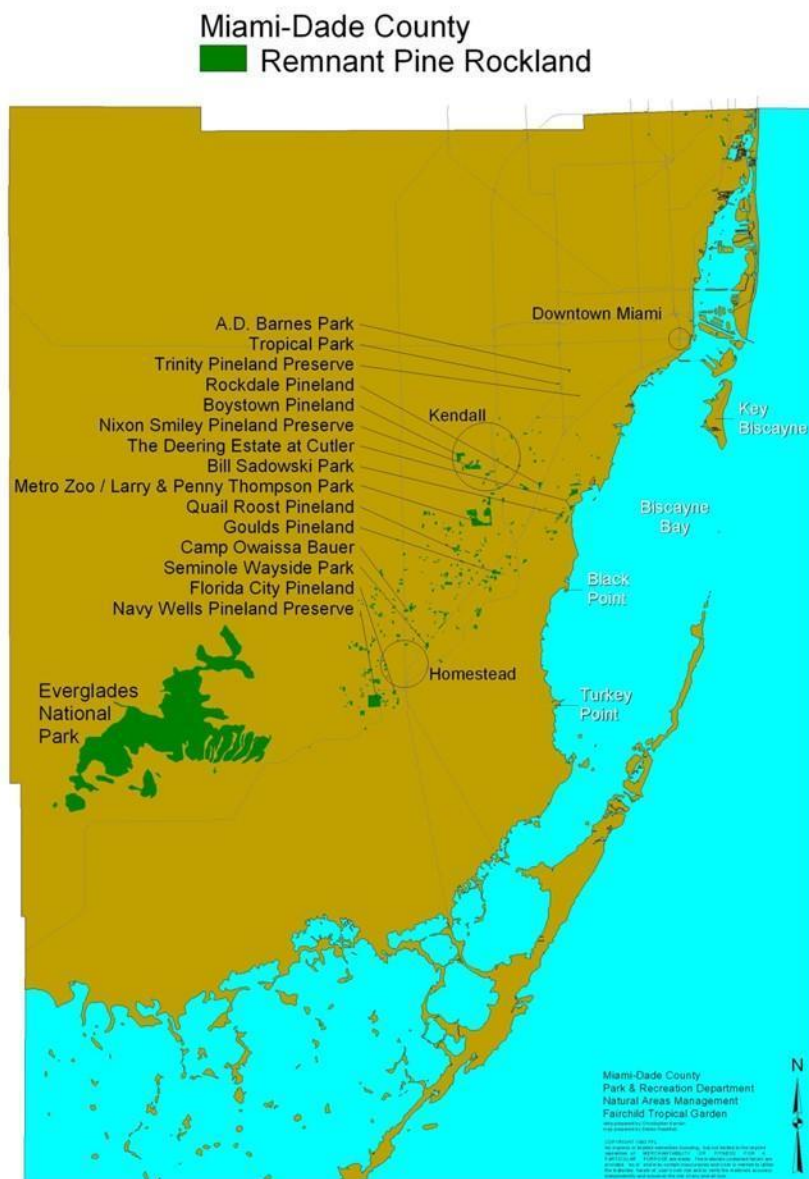 Miami-Dade County
Remnant Pine Rockland
Downtown Miami
A.D. Barnes Park
Tropical Park
Trinity Pineland Preserve
Rockdale Pineland
Boystown Pineland
Nixon Smiley Pineland Preserve
The Deering Estate at Cutler
Bill Sadowski Park
Metro Zoo / Larry & Penny Thompson Park
Quail Roost Pineland
Goulds Pineland
Camp Owaissa Bauer
Seminole Wayside Park
Florida City Pineland
Navy Wells Pineland Preserve
Kendall
Key
Biscayne
Biscayne
Bay
Black
Point
Homestead
Everglades
National
Park
Turkey
Point
N
Miami-Dade County
Park & Recreation Department
Natural Areas Management
Fairchild Tropical Garden